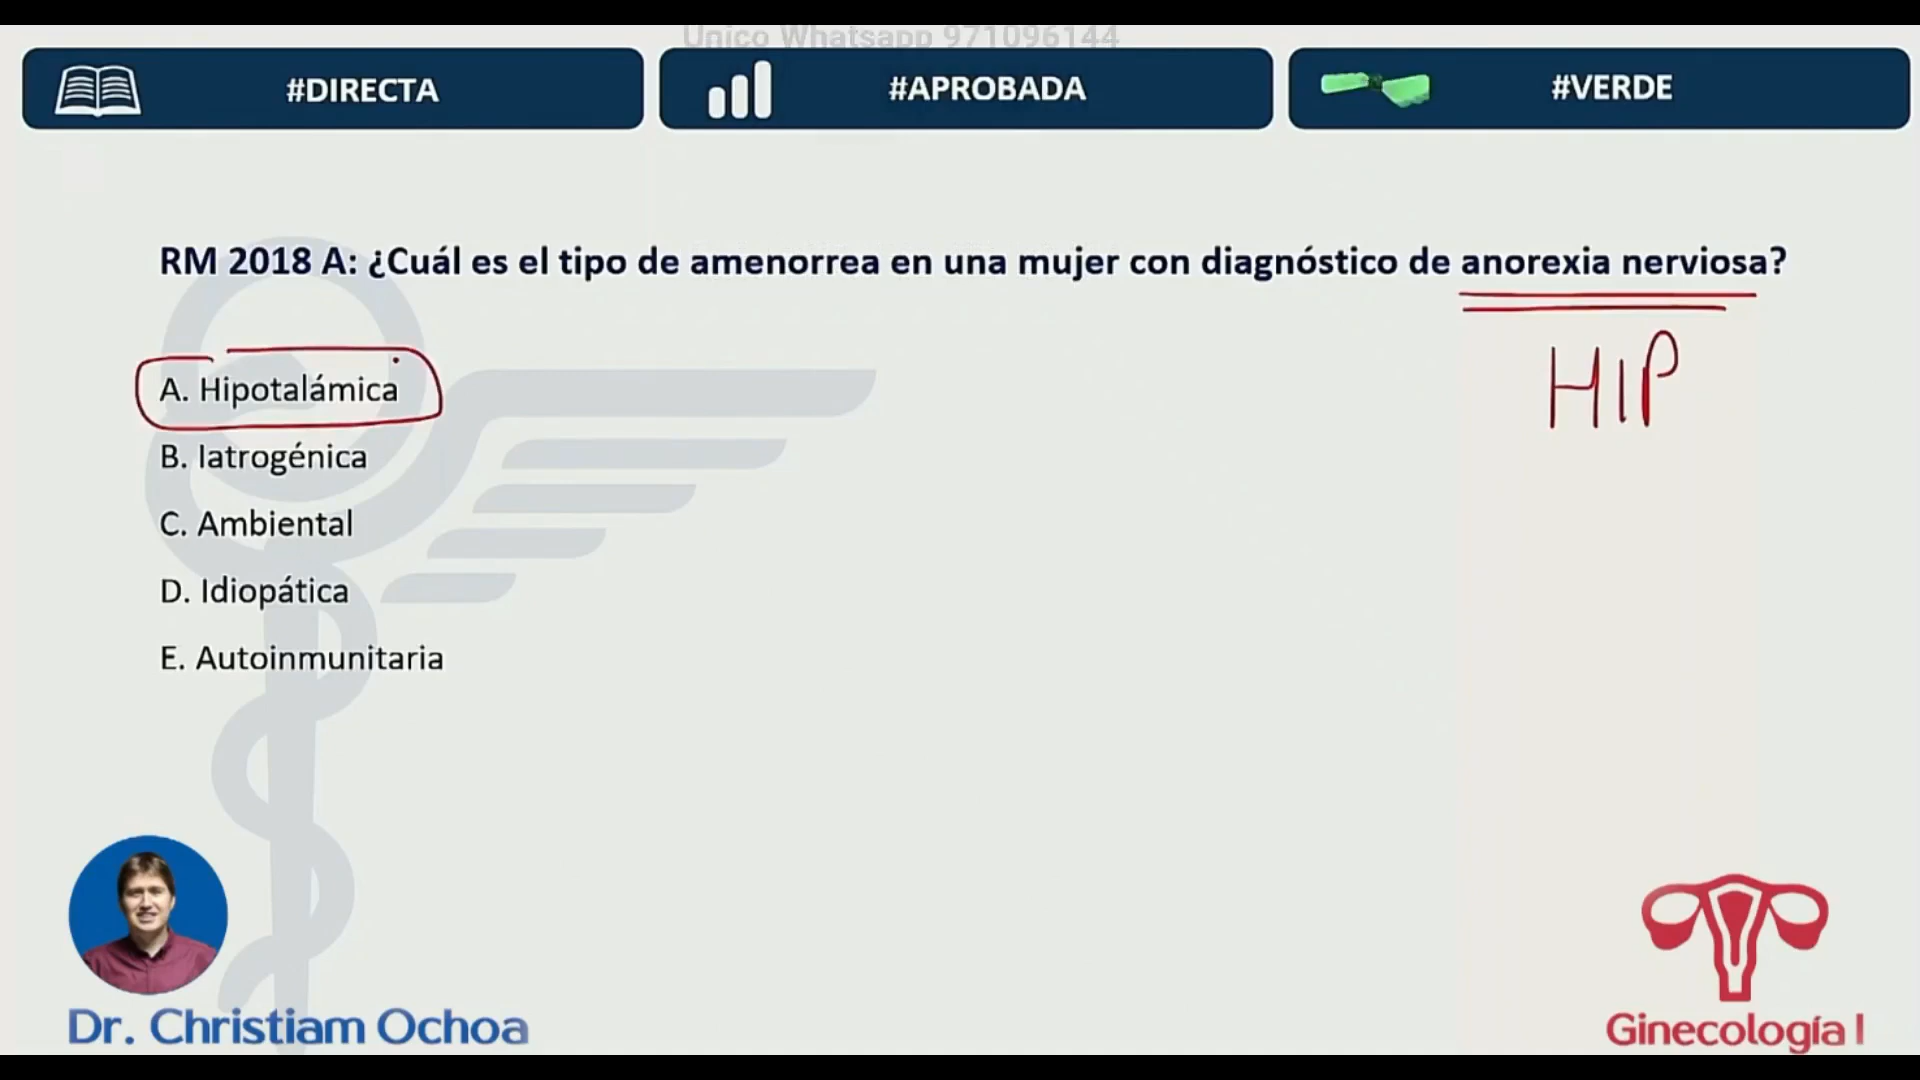 Unico Whatsapp 971096144
#DIRECTA
#APROBADA
#VERDE
RM 2018 A: ¿Cuál es el tipo de amenorrea en una mujer con diagnóstico de anorexia nerviosa?
HIP
A. Hipotalámica
B. Iatrogénica
C. Ambiental
D. Idiopática
E. Autoinmunitaria
Dr. Christiam Ochoa
Ginecología I